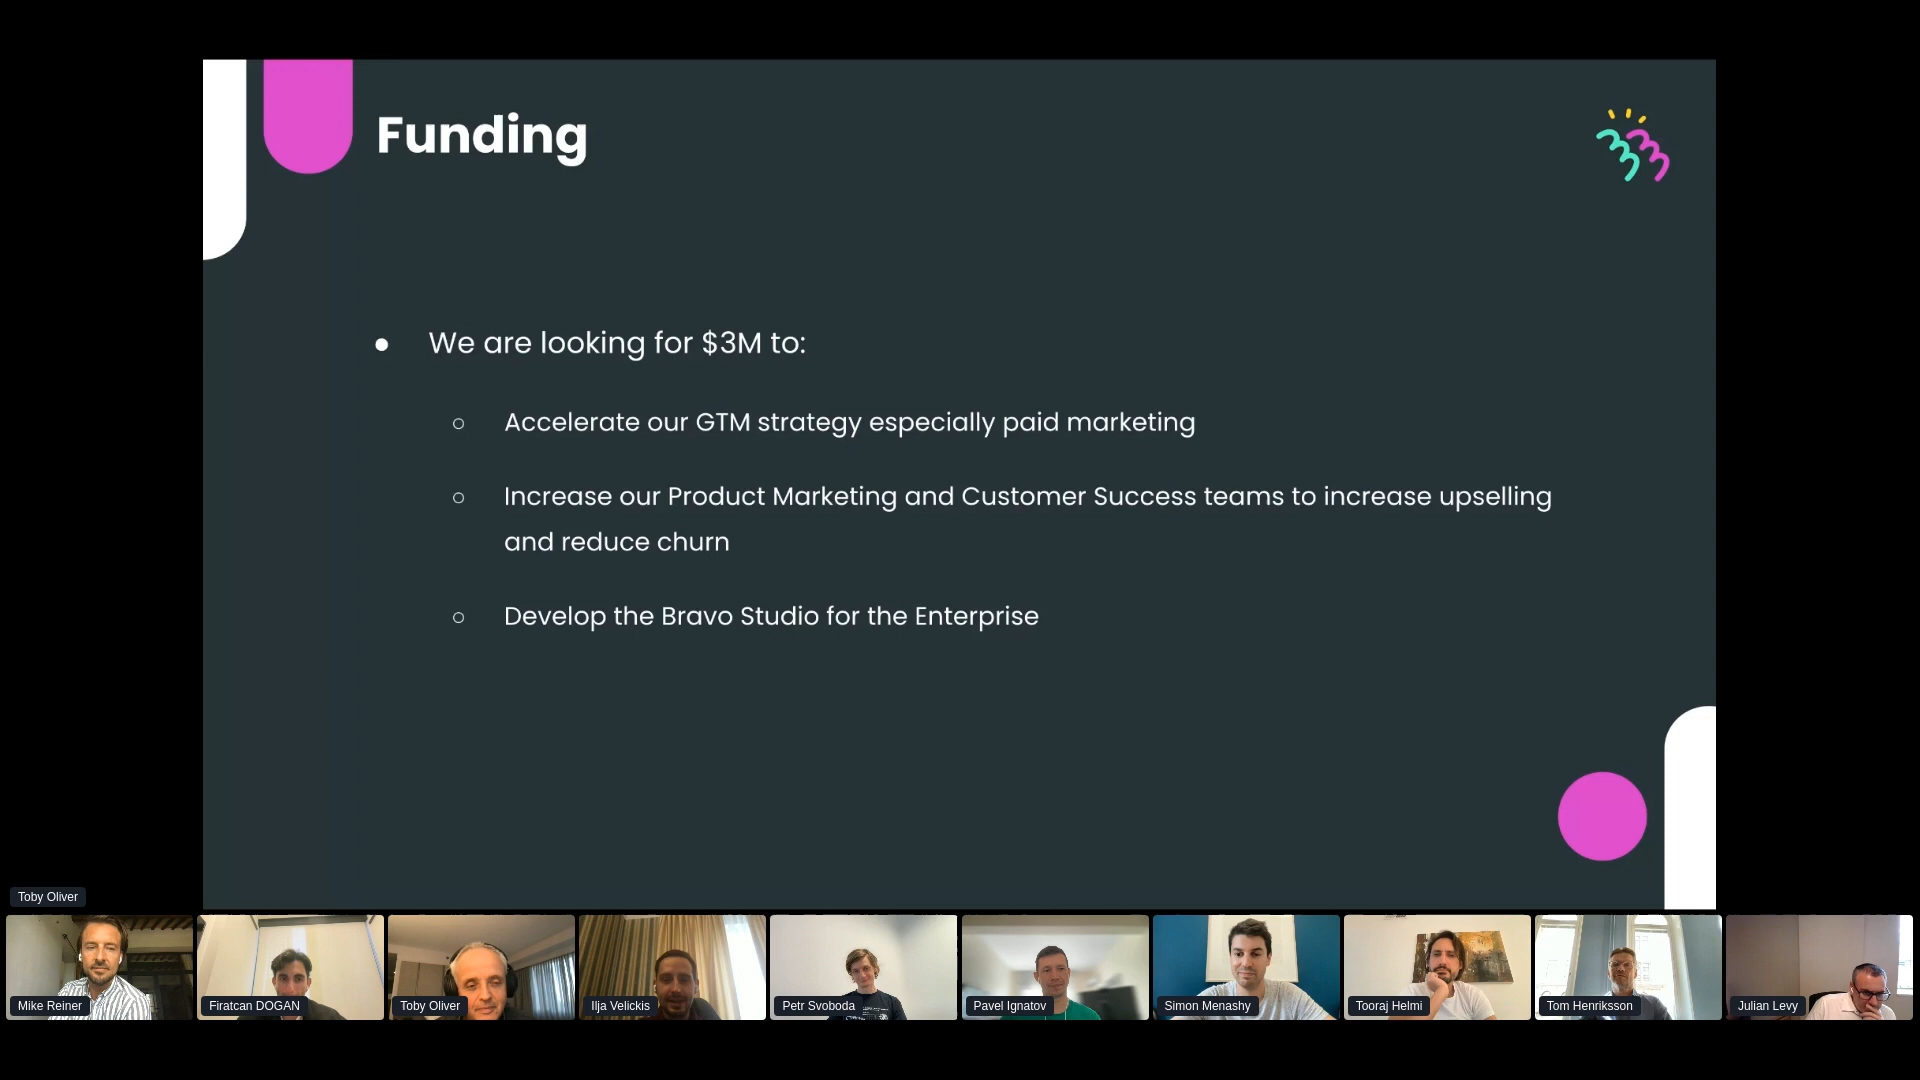 Funding
● We are looking for $3M to:
○ Accelerate our GTM strategy especially paid marketing
○ Increase our Product Marketing and Customer Success teams to increase upselling
and reduce churn
○ Develop the Bravo Studio for the Enterprise
Toby Oliver
Mike Reiner
Firatcan DOGAN
Toby Oliver
Ilja Velickis
Petr Svoboda
Pavel Ignatov
Simon Menashy
Tooraj Helmi
Tom Henriksson
Julian Levy